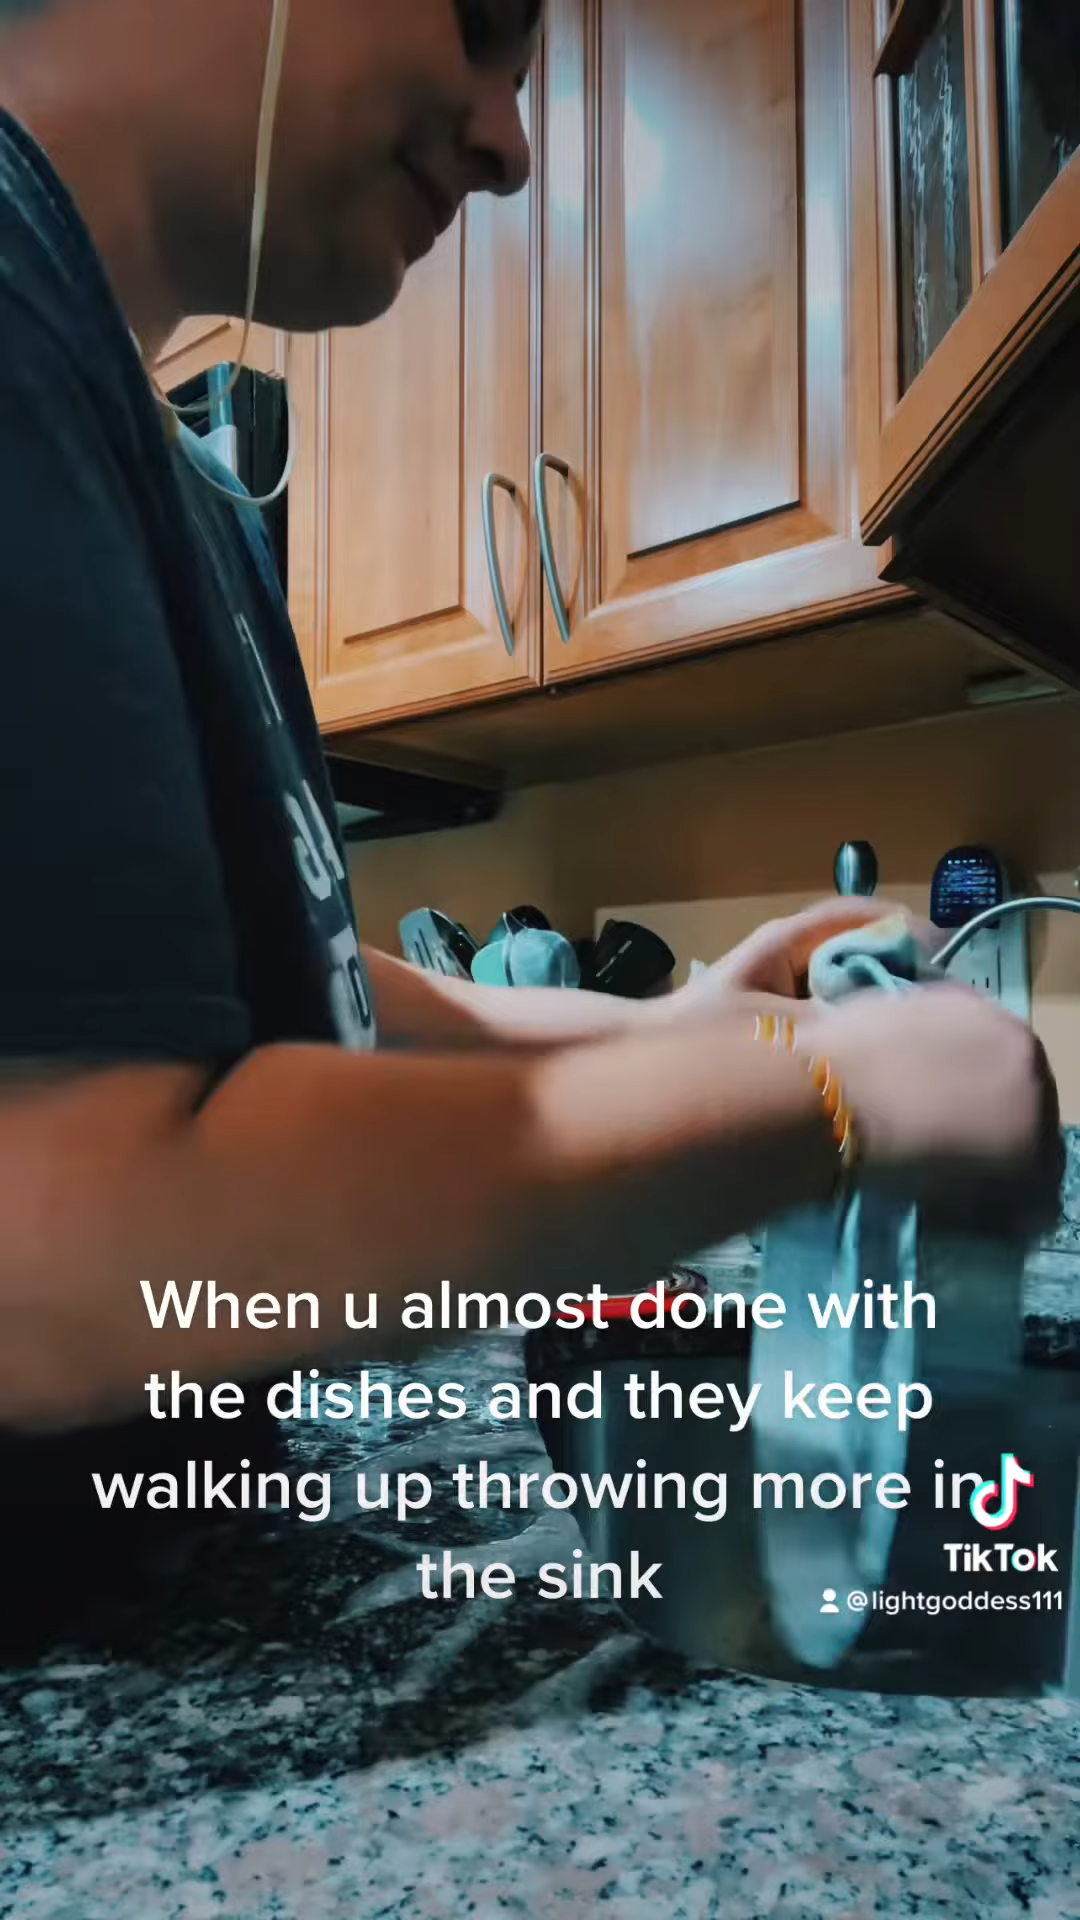 When u almost done with
the dishes and they keep
walking up throwing more in
the sink
TikTok
@lightgoddess111